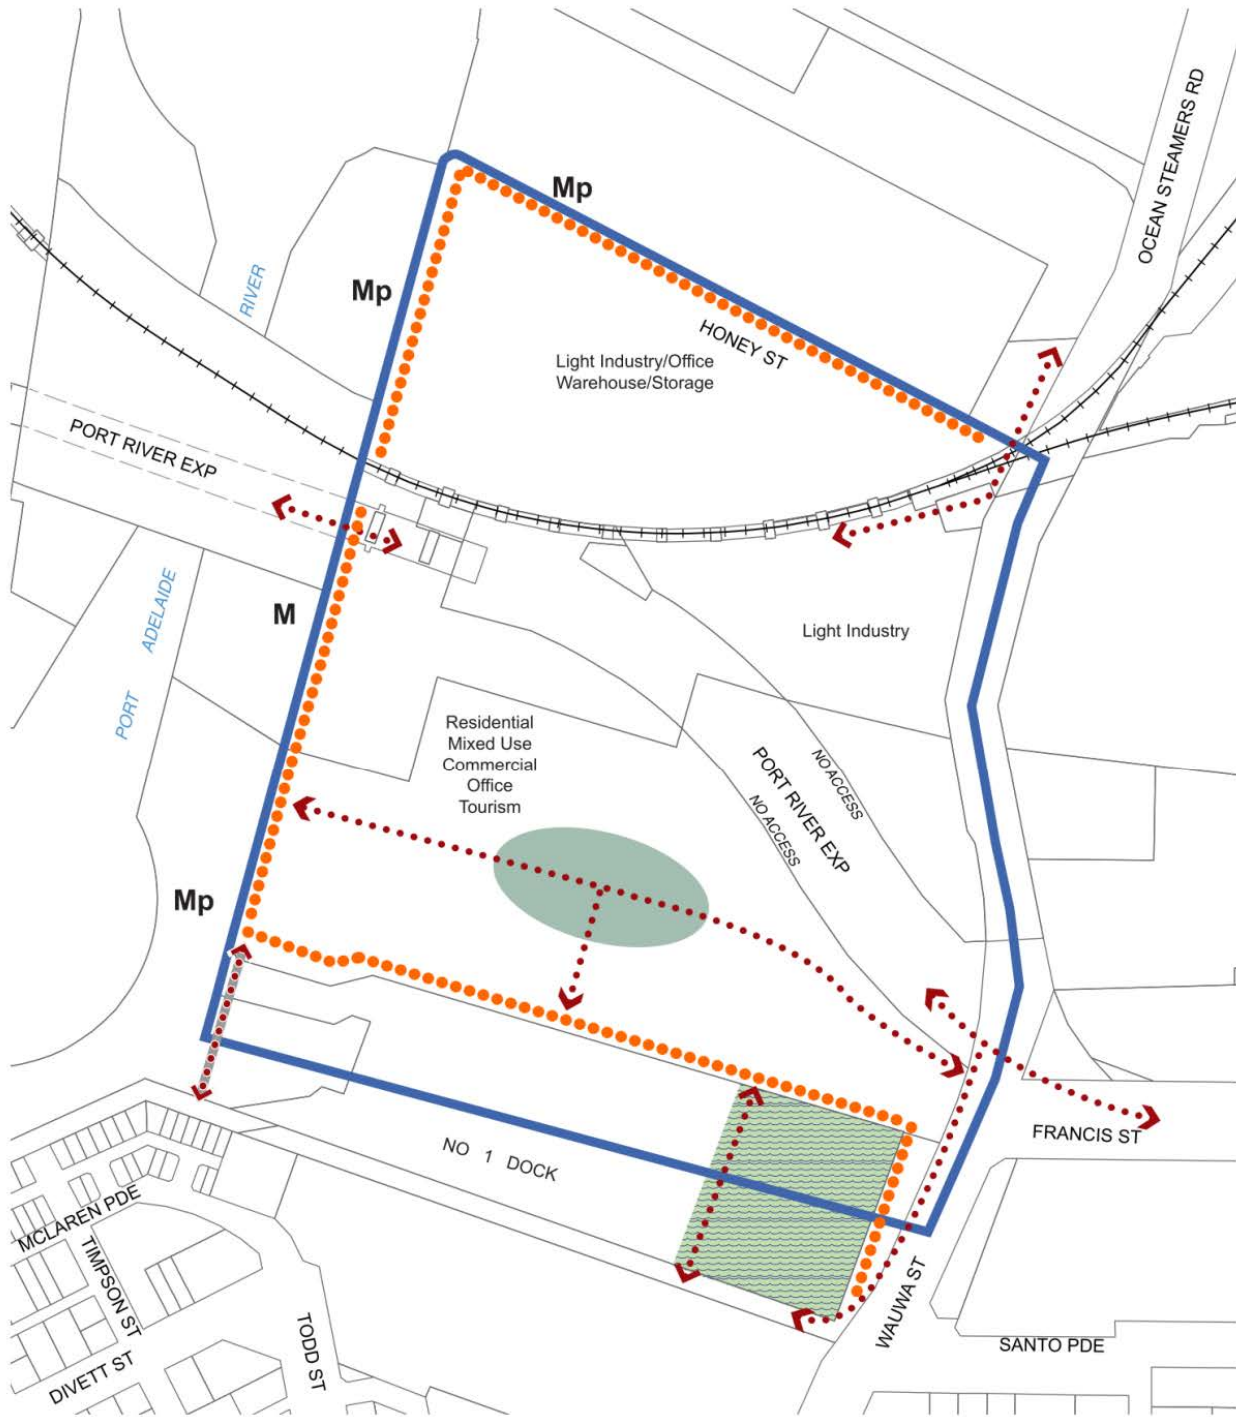 OCEAN STEAMERS RD
Mp
Mp
RIVER
HONEY ST
Light Industry/Office
Warehouse/Storage
PORT RIVER EXP
ADELAIDE
M
Light Industry
PORT
Residential
Mixed Use
Commercial
Office
Tourism
NO ACCESS
PORT RIVER EXP
NO ACCESS
Mp
FRANCIS ST
NO 1 DOCK
MCLAREN PDE
TIMPSON ST
WAUWA ST
TODD ST
SANTO PDE
DIVETT ST